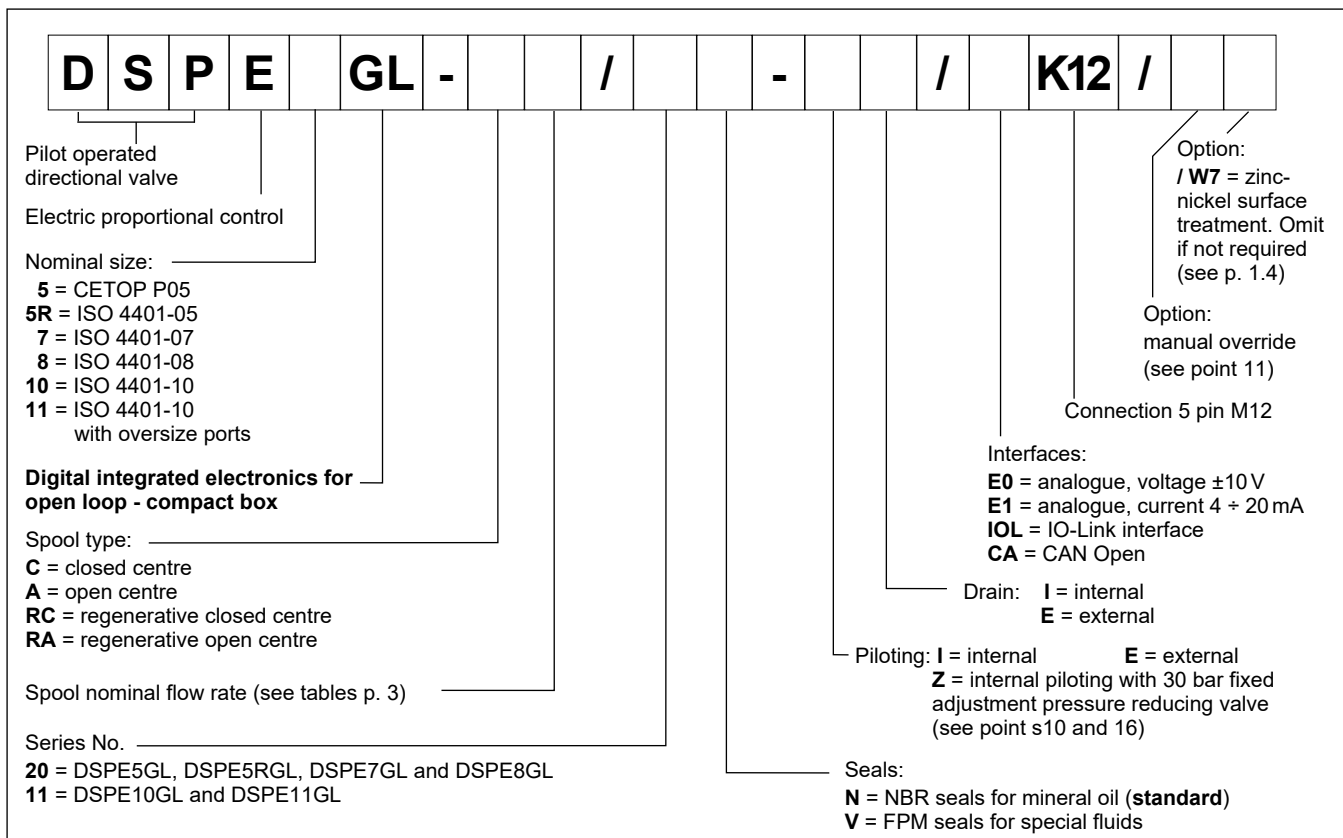 D S P E GL - / - / K12 /
Pilot operated
directional valve
Electric proportional control
Nominal size:
5 = CETOP P05
5R = ISO 4401-05
7 = ISO 4401-07
8 = ISO 4401-08
10 = ISO 4401-10
11 = ISO 4401-10
with oversize ports
Digital integrated electronics for
open loop - compact box
Spool type:
C = closed centre
A = open centre
RC = regenerative closed centre
RA = regenerative open centre
Spool nominal flow rate (see tables p. 3)
Series No.
20 = DSPE5GL, DSPE5RGL, DSPE7GL and DSPE8GL
11 = DSPE10GL and DSPE11GL
Option:
/ W7 = zinc-
nickel surface
treatment. Omit
if not required
(see p. 1.4)
Option:
manual override
(see point 11)
Connection 5 pin M12
Interfaces:
E0 = analogue, voltage ±10 V
E1 = analogue, current 4 ÷ 20 mA
IOL = IO-Link interface
CA = CAN Open
Drain: I = internal
E = external
Piloting: I = internal E = external
Z = internal piloting with 30 bar fixed
adjustment pressure reducing valve
(see point s10 and 16)
Seals:
N = NBR seals for mineral oil (standard)
V = FPM seals for special fluids